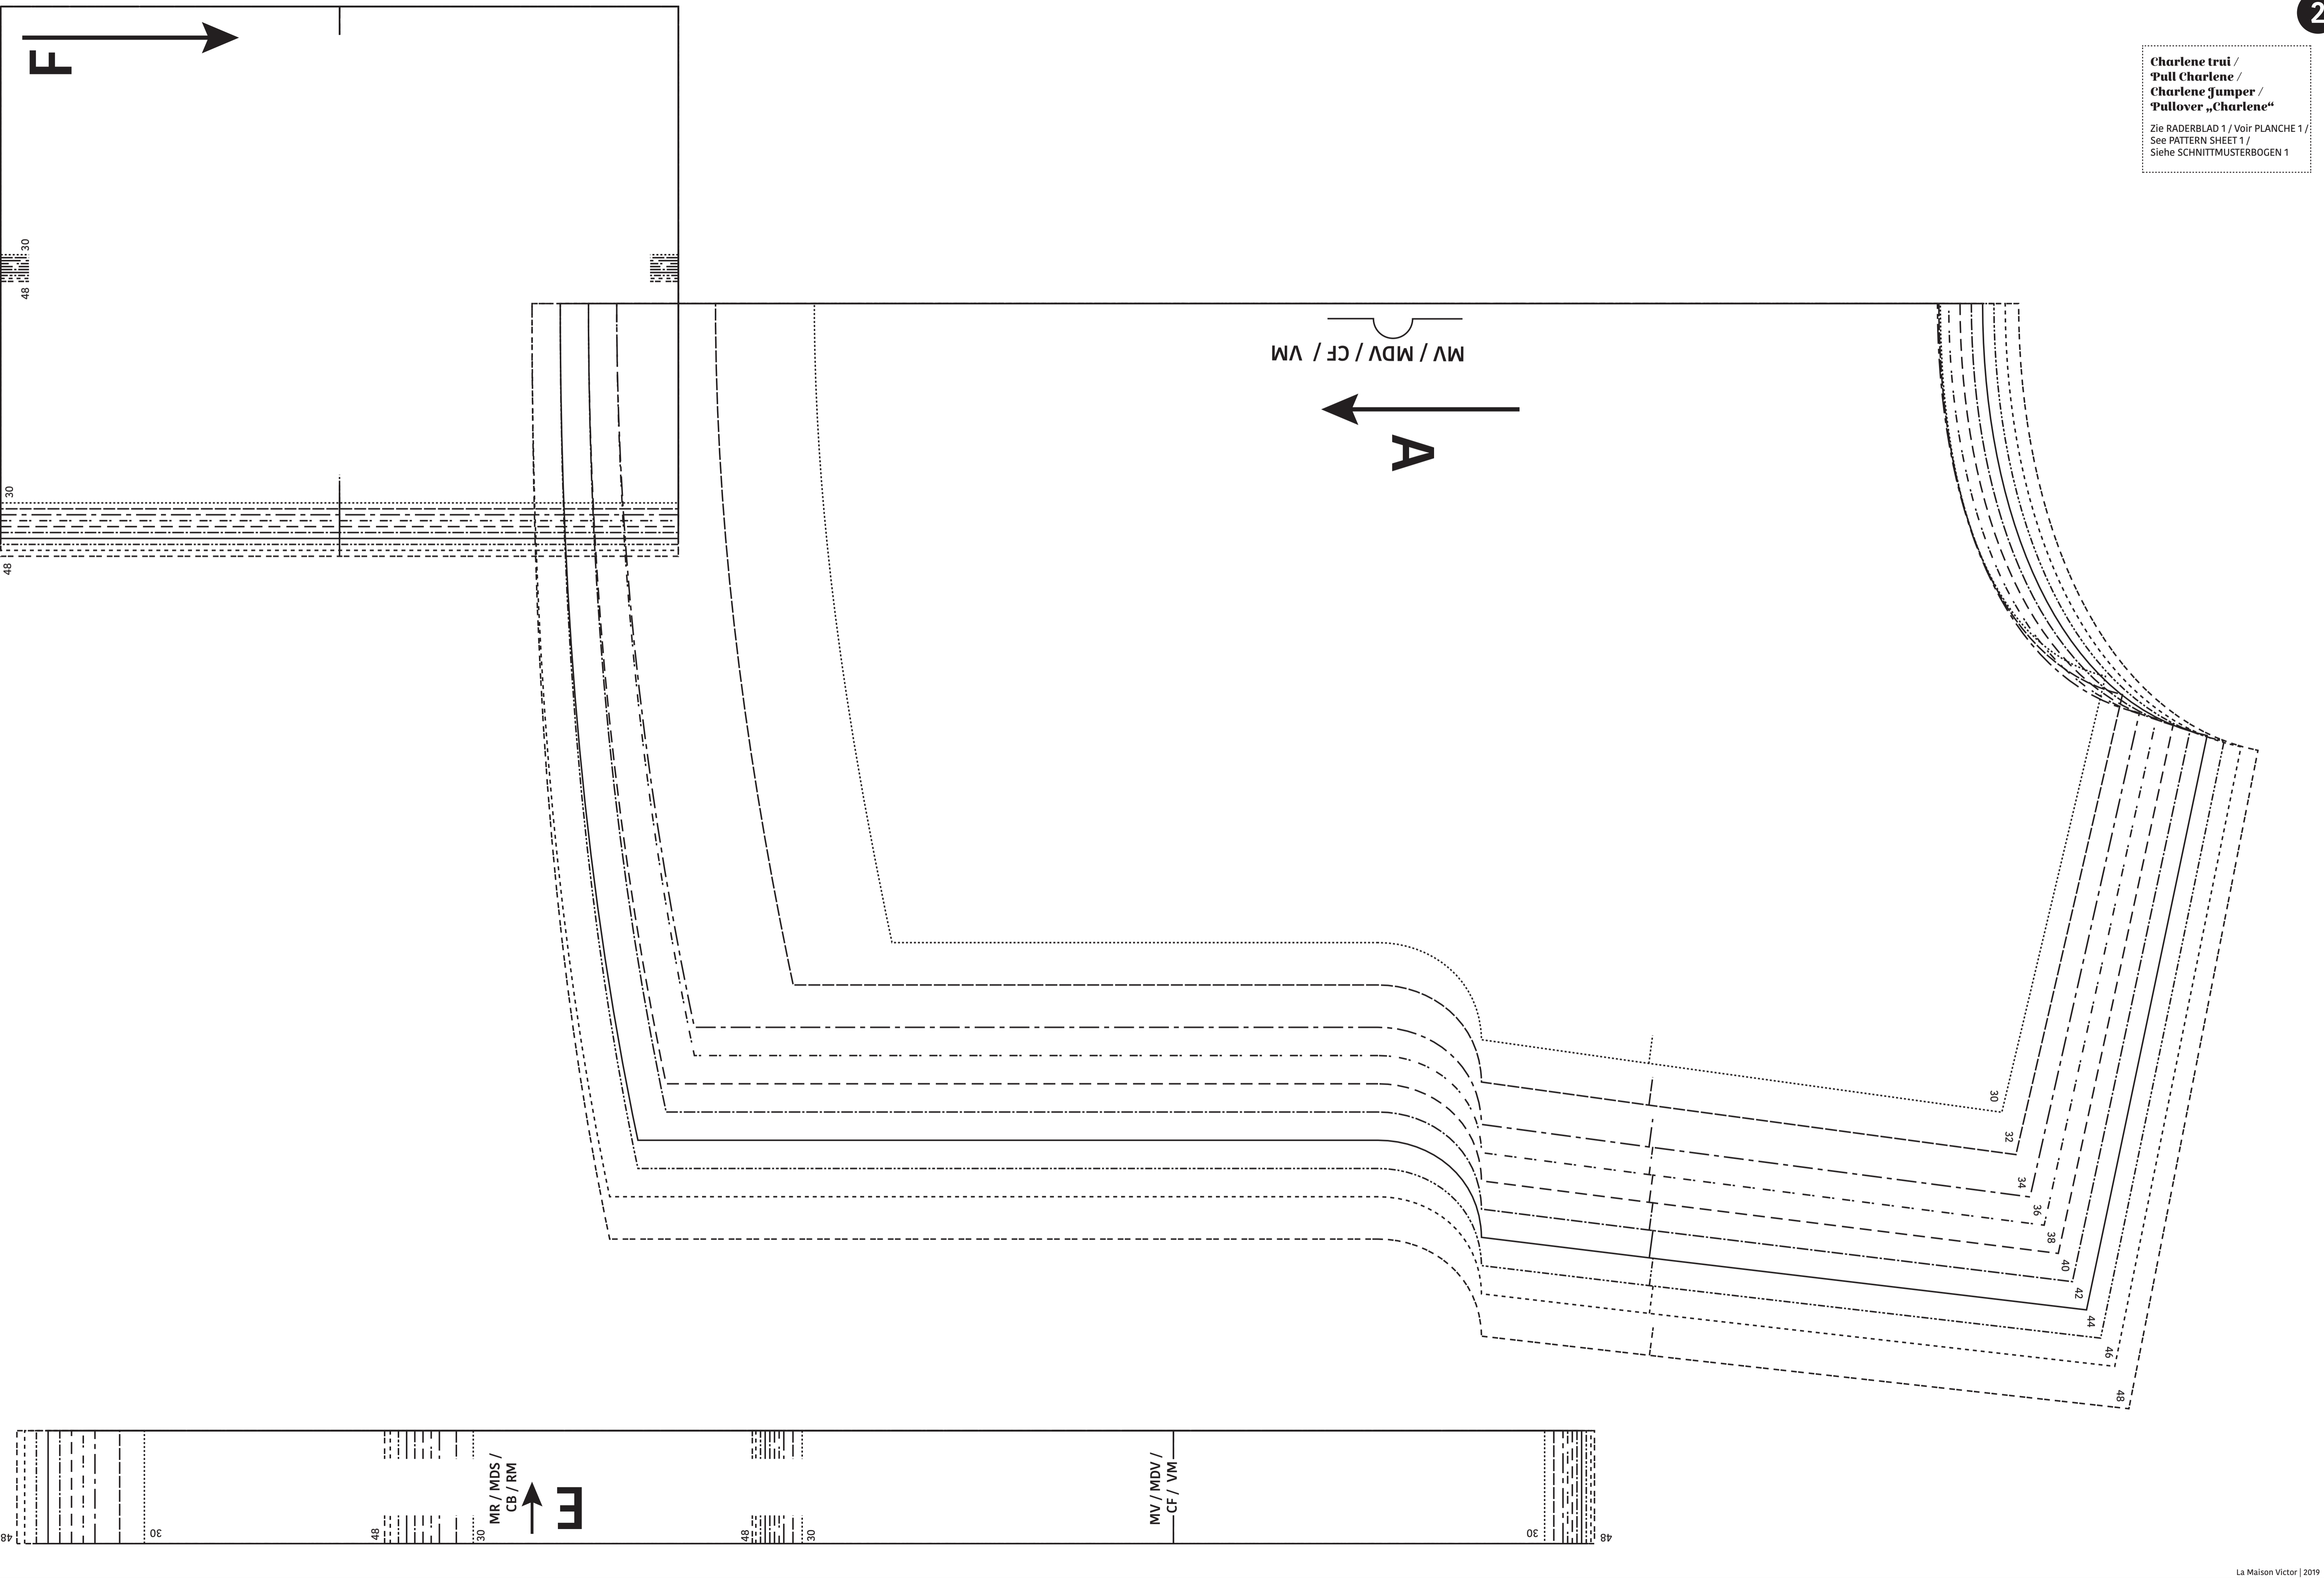 2
Charlene trui /
Pull Charlene /
Charlene Jumper /
Pullover „Charlene“
Zie RADERBLAD 1 / Voir PLANCHE 1 /
See PATTERN SHEET 1 /
Siehe SCHNITTMUSTERBOGEN 1
F
30
48
30
48
MV / MDV / CF / VM
A
30
32
34
36
38
40
42
44
46
48
48
30
48
30
MR / MDS /
CB / RM
E
48
30
MV / MDV /
CF / VM
30
48
La Maison Victor | 2019